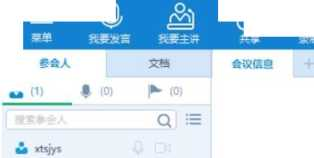 菜单 我要发言 我要主讲 共享
参会人 文档 会议信息 +
(1) (0) (0)
搜索参会人
xtsjys